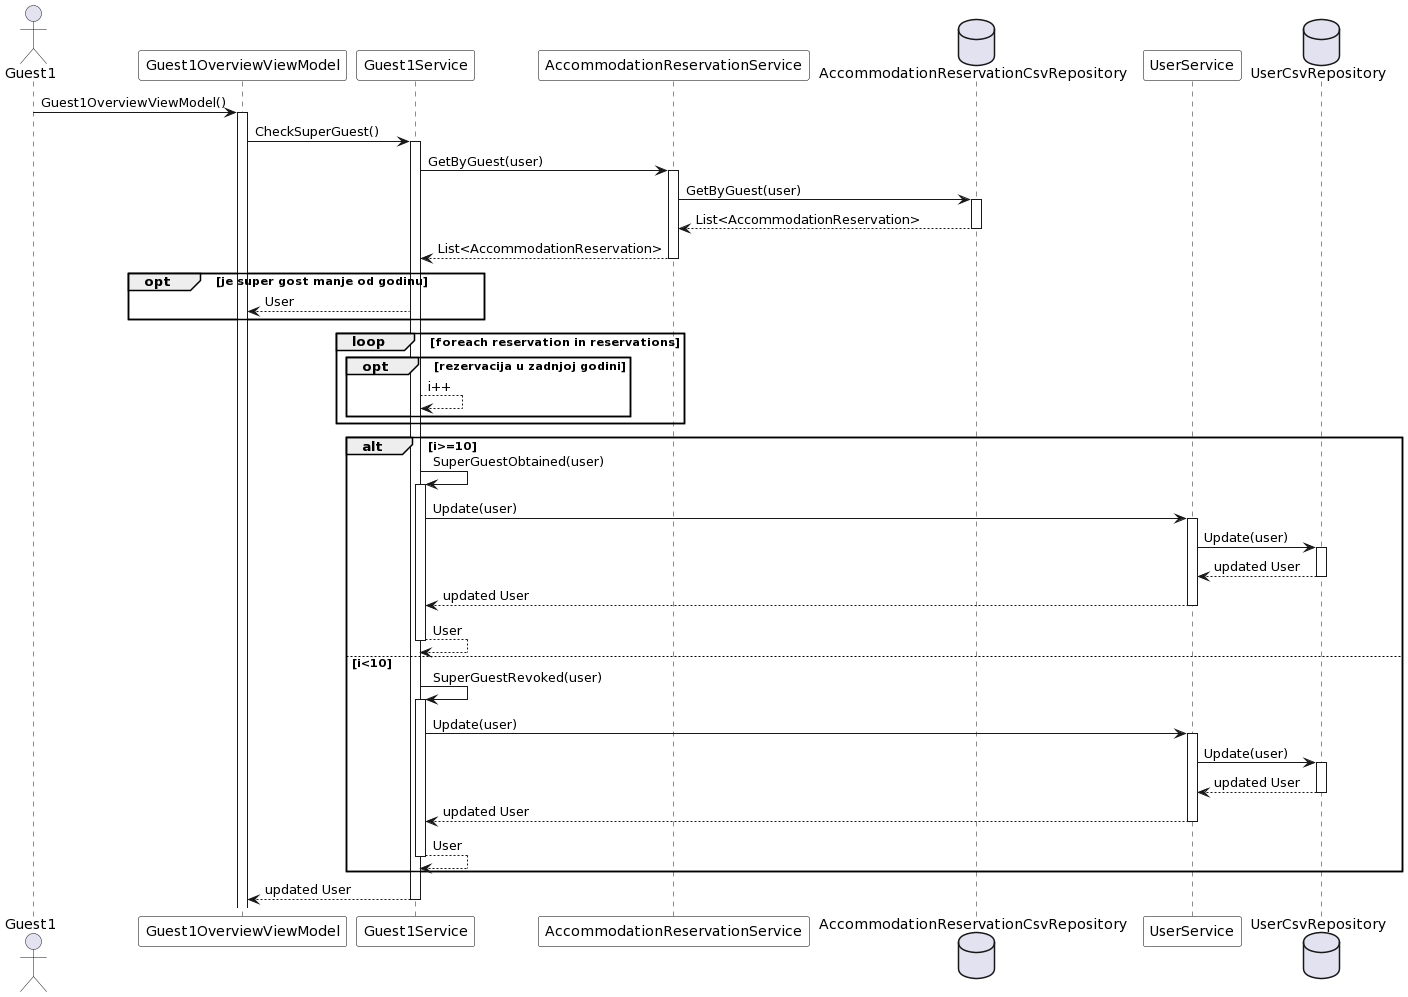 Guest1
Guest1OverviewViewModel
Guest1Service
AccommodationReservationService
AccommodationReservationCsvRepository
UserService
UserCsvRepository
Guest1OverviewViewModel()
CheckSuperGuest()
GetByGuest(user)
GetByGuest(user)
List<AccommodationReservation>
List<AccommodationReservation>
opt [je super gost manje od godinu]
User
loop [foreach reservation in reservations]
opt [rezervacija u zadnjoj godini]
i++
alt [i>=10]
SuperGuestObtained(user)
Update(user)
Update(user)
updated User
updated User
User
[i<10]
SuperGuestRevoked(user)
Update(user)
Update(user)
updated User
updated User
User
updated User
Guest1
Guest1OverviewViewModel
Guest1Service
AccommodationReservationService
AccommodationReservationCsvRepository
UserService
UserCsvRepository